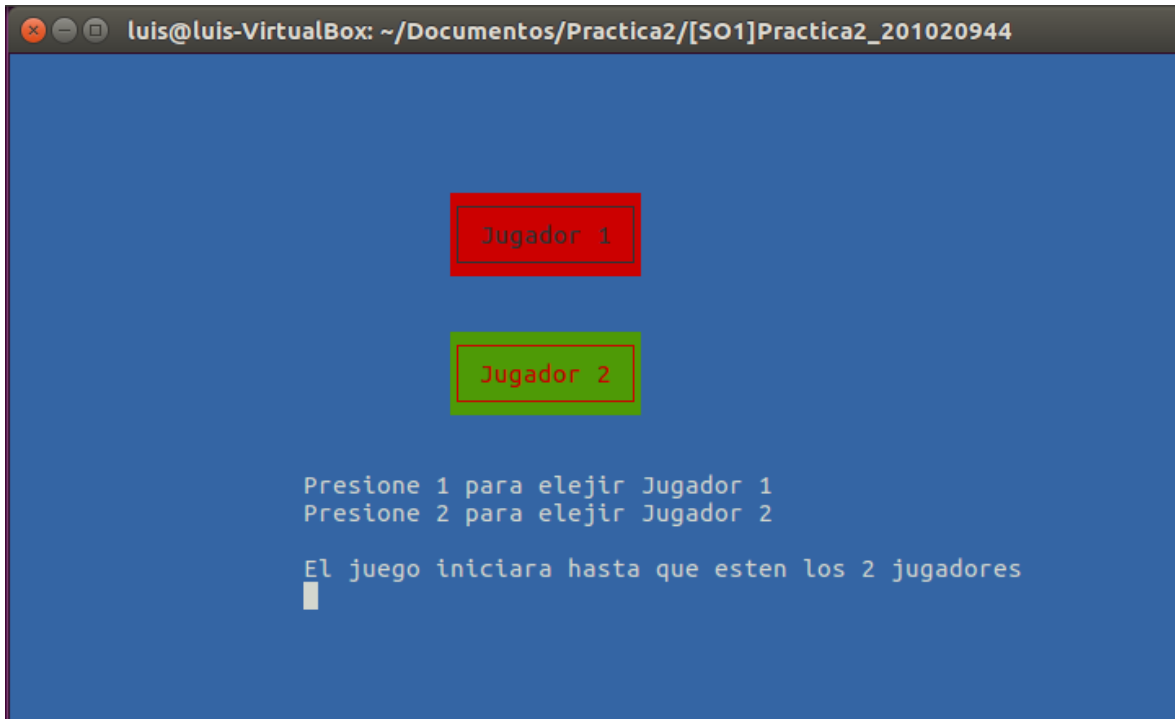 luis@luis-VirtualBox: ~/Documentos/Practica2/[SO1]Practica2_201020944
Jugador 1
Jugador 2
Presione 1 para elejir Jugador 1
Presione 2 para elejir Jugador 2
El juego iniciara hasta que esten los 2 jugadores